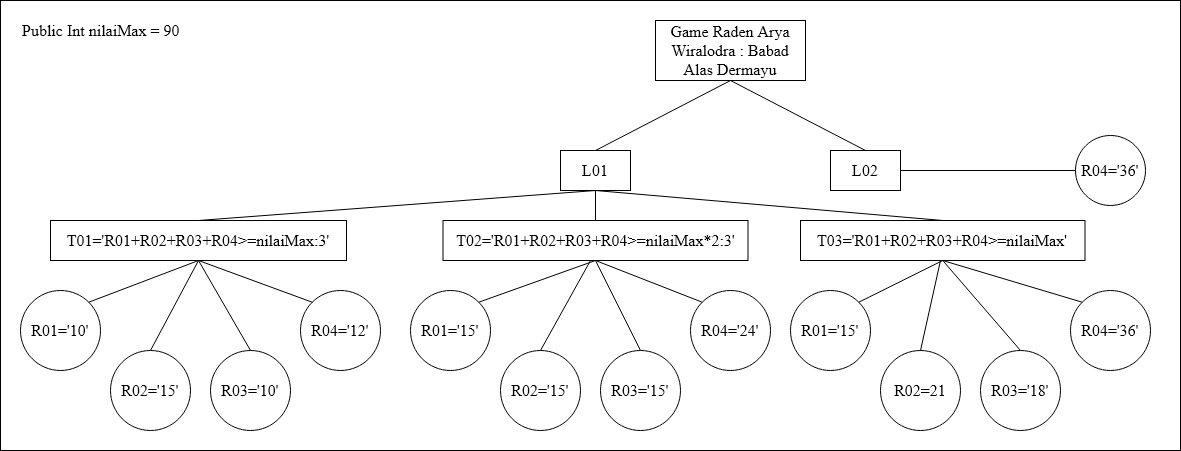 Public Int nilaiMax = 90
Game Raden Arya
Wiralodra : Babad
Alas Dermayu
L01
L02
R04='36'
T01='R01+R02+R03+R04>=nilaiMax:3'
T02='R01+R02+R03+R04>=nilaiMax*2:3'
T03='R01+R02+R03+R04>=nilaiMax'
R01='10'
R02='15'
R03='10'
R04='12'
R01='15'
R02='15'
R03='15'
R04='24'
R01='15'
R02=21
R03='18'
R04='36'